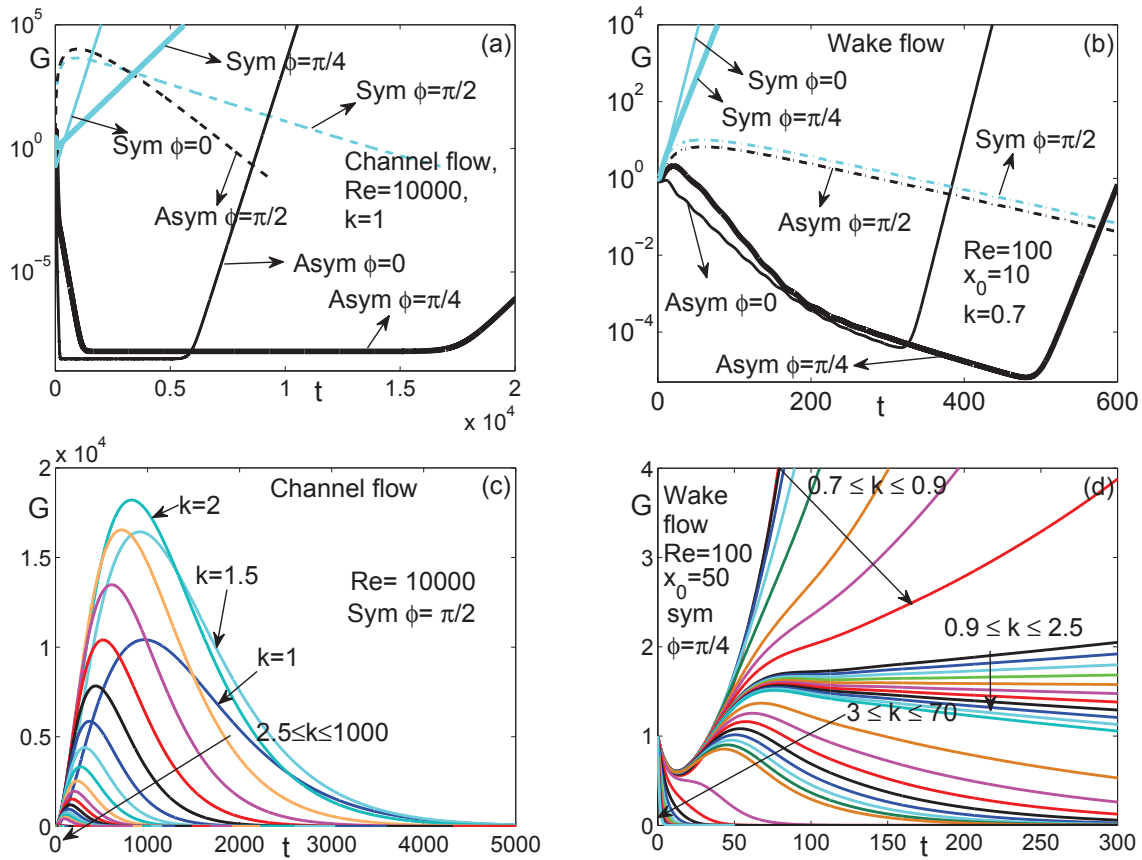 10^5
G
10^0
10^-5
(a)
Sym ϕ=π/4
Sym ϕ=π/2
Sym ϕ=0
Channel flow,
Re=10000,
k=1
Asym ϕ=π/2
Asym ϕ=0
Asym ϕ=π/4
0 0.5 1 1.5 2
t
x 10^4
10^4
G
10^2
10^0
10^-2
10^-4
Wake flow
(b)
Sym ϕ=0
Sym ϕ=π/4
Sym ϕ=π/2
Asym ϕ=π/2
Re=100
x_0=10
k=0.7
Asym ϕ=0
Asym ϕ=π/4
0 200 400 600
t
x 10^4
2
G
1.5
1
0.5
0
Channel flow
(c)
k=2
k=1.5
Re= 10000
Sym ϕ= π/2
k=1
2.5≤k≤1000
0 1000 2000 3000 4000 5000
t
4
G
3
2
1
0
Wake
flow
Re=100
x_0=50
sym
ϕ=π/4
0.7 ≤ k ≤ 0.9
(d)
0.9 ≤ k ≤ 2.5
3 ≤ k ≤ 70
0 50 100 150 200 250 300
t